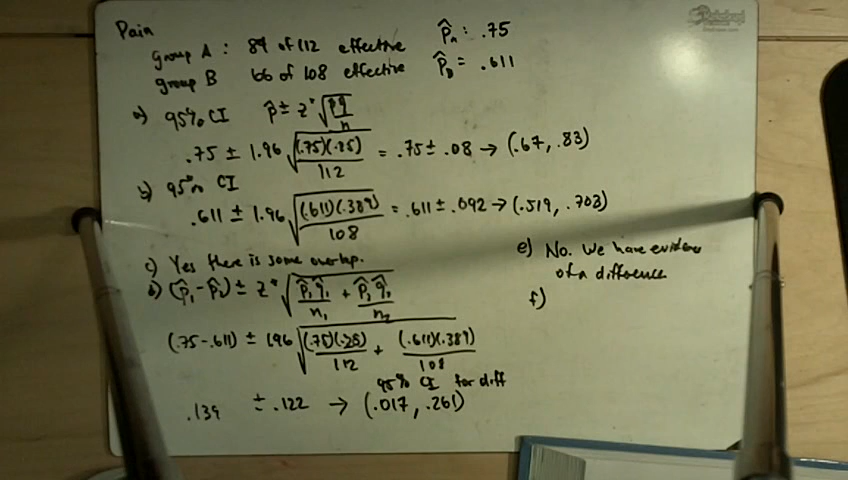 Pain
group A : 84 of 112 effective p̂ₐ = .75
group B 66 of 108 effective p̂_B = .611
a) 95% CI p̂ ± z* √(p̂q̂/n)
.75 ± 1.96 √((.75)(.25)/112) = .75 ± .08 → (.67, .83)
b) 95% CI
.611 ± 1.96 √((.611)(.389)/108) = .611 ± .092 → (.519, .703)
c) Yes there is some overlap.
d) (p̂₁ - p̂₂) ± z* √(p̂₁q̂₁/n₁ + p̂₂q̂₂/n₂)
(.75-.611) ± 1.96 √((.75)(.25)/112 + (.611)(.389)/108)
95% CI for diff
.139 ± .122 → (.017, .261)
e) No. We have evidence
of a difference
f)